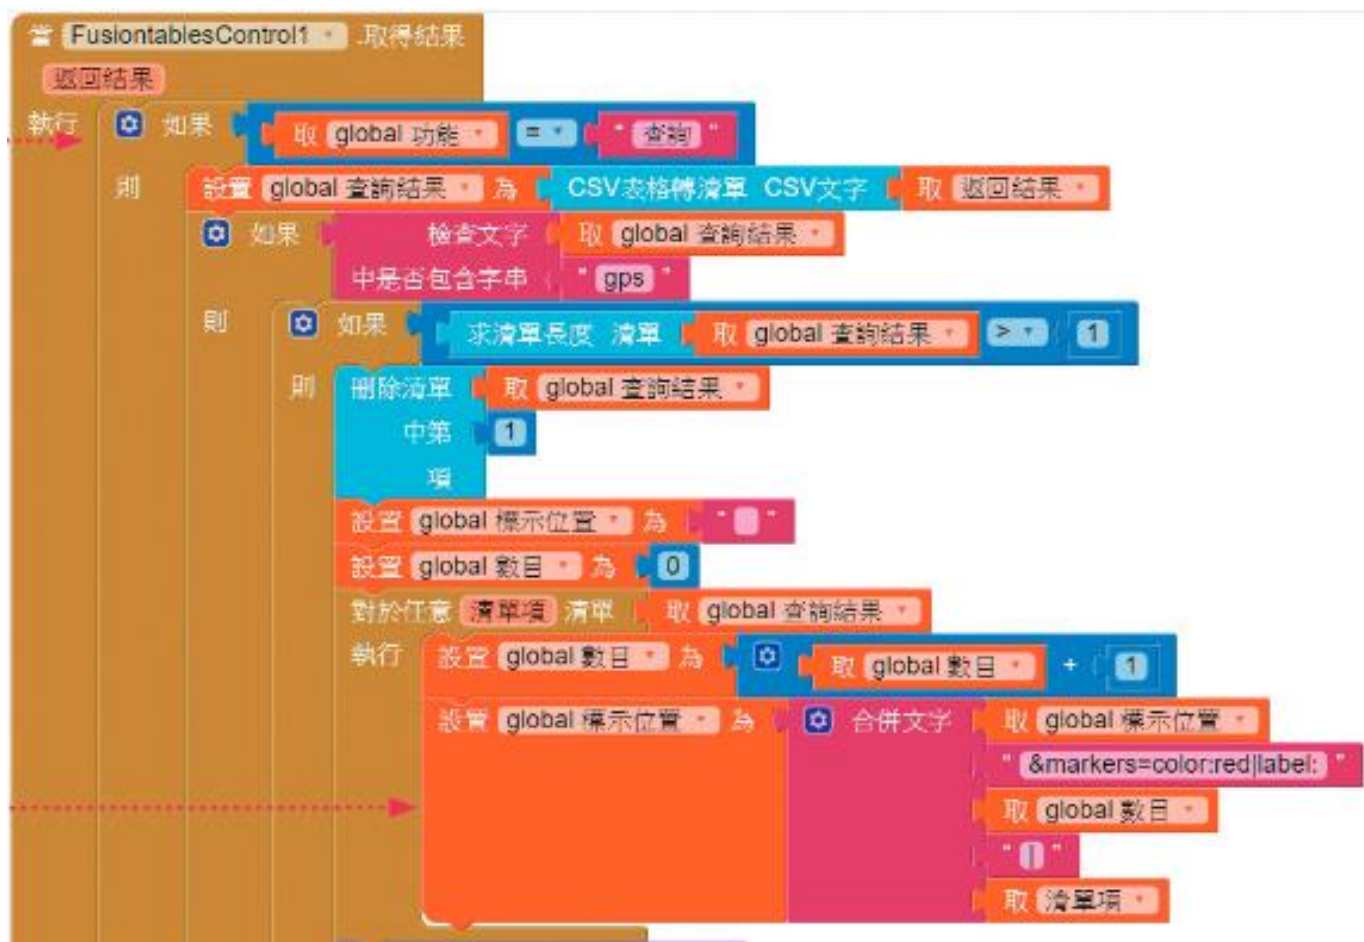 當 FusiontablesControl1 .取得結果
返回結果
執行 如果 取 global 功能 = " 查詢 "
則 設置 global 查詢結果 為 CSV表格轉清單 CSV文字 取 返回結果
如果 檢查文字 取 global 查詢結果
中是否包含字串 " gps "
則 如果 求清單長度 清單 取 global 查詢結果 > 1
則 刪除清單 取 global 查詢結果
中第 1
項
設置 global 標示位置 為 " "
設置 global 數目 為 0
對於任意 清單項 清單 取 global 查詢結果
執行 設置 global 數目 為 取 global 數目 + 1
設置 global 標示位置 為 合併文字 取 global 標示位置
" &markers=color:red|label: "
取 global 數目
" | "
取 清單項